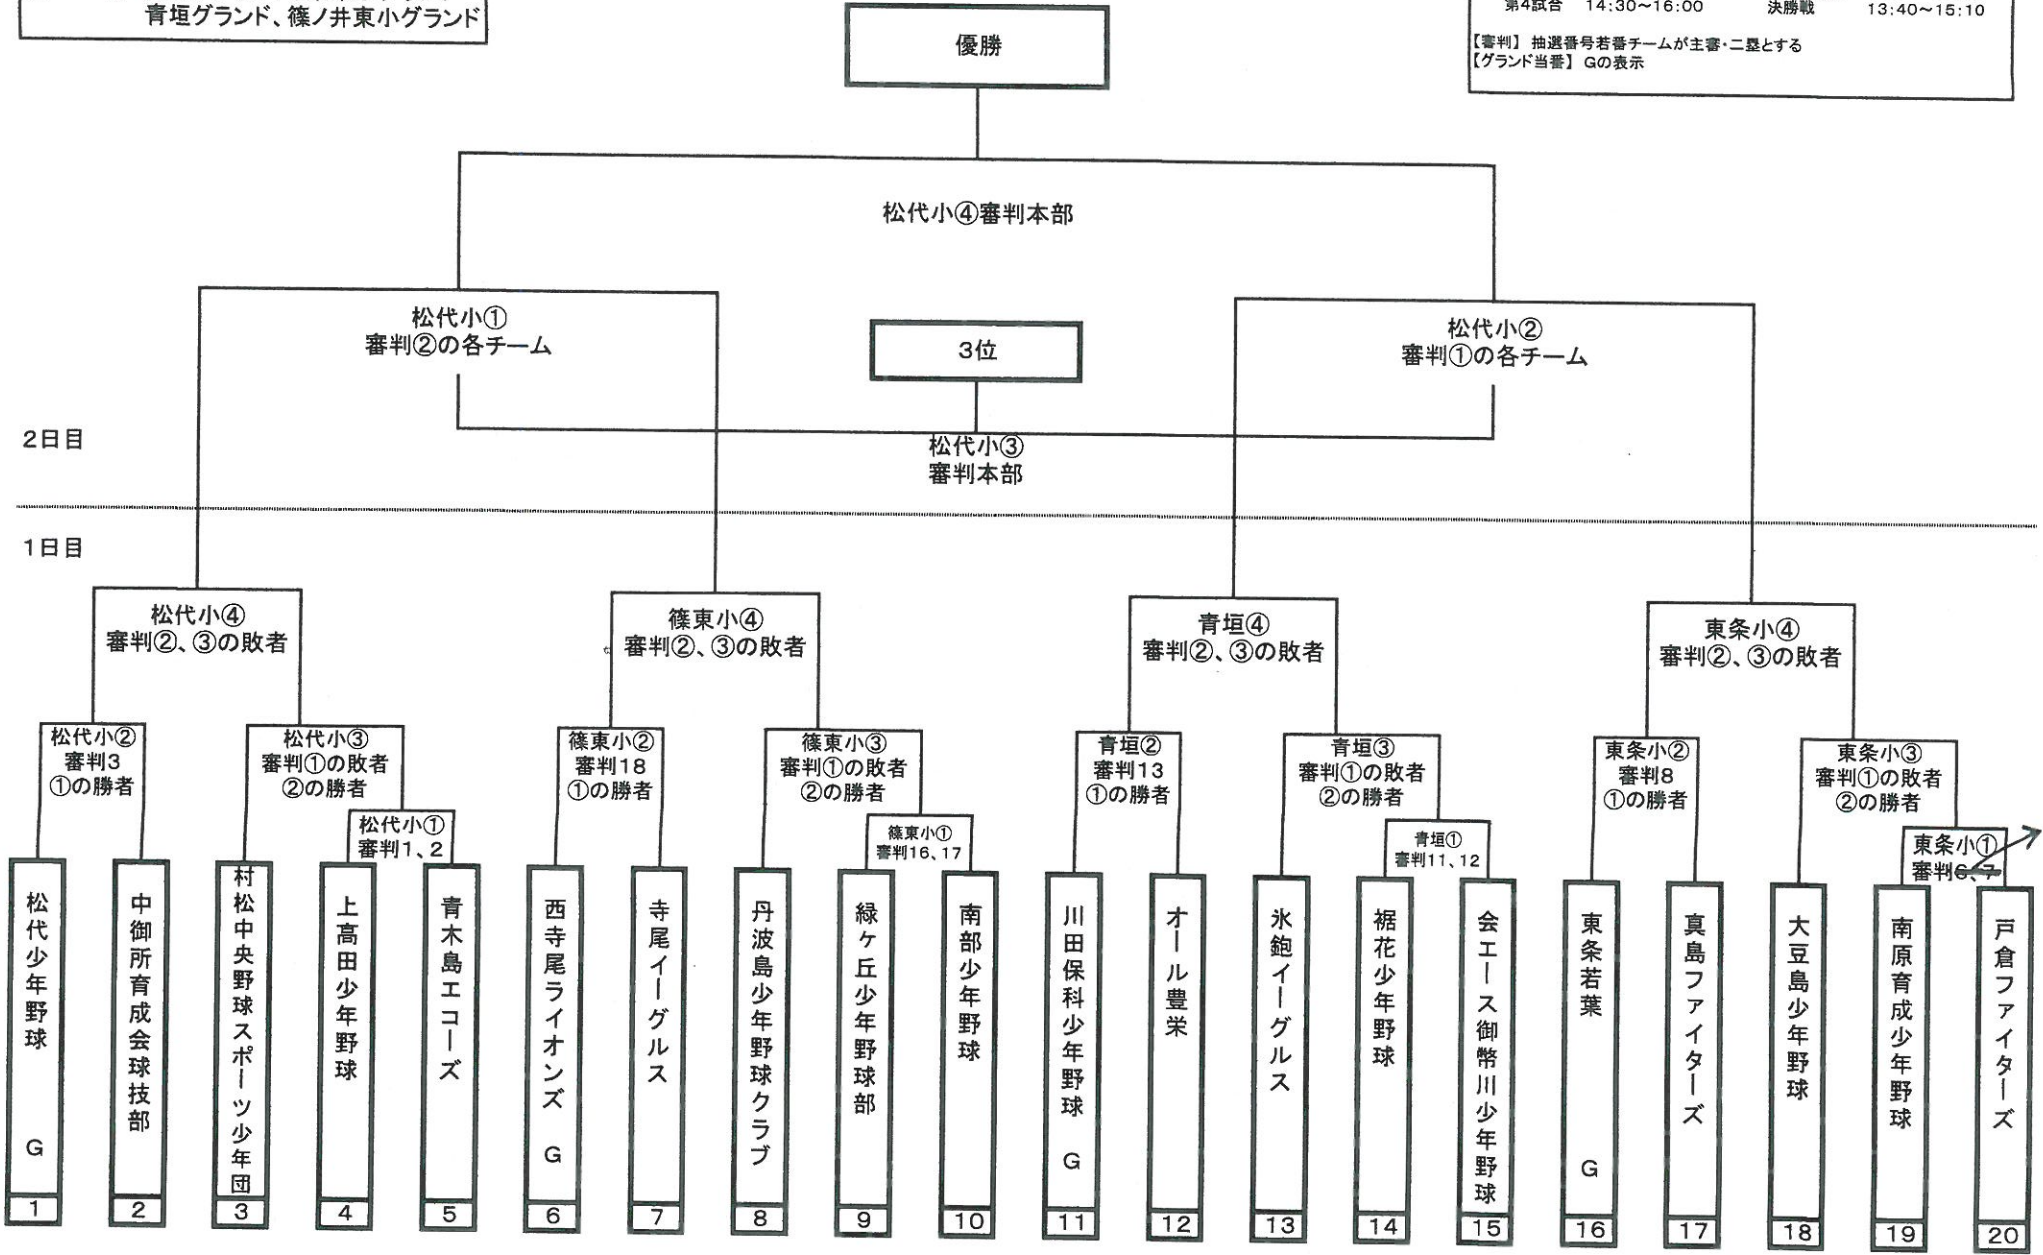 青垣グランド、篠ノ井東小グランド
第4試合 14:30~16:00 決勝戦 13:40~15:10
【審判】 抽選番号若番チームが主審・二塁とする
【グランド当番】 Gの表示
優勝
松代小④審判本部
松代小①
審判②の各チーム
3位
松代小②
審判①の各チーム
松代小③
審判本部
2日目
1日目
松代小④
審判②、③の敗者
篠東小④
審判②、③の敗者
青垣④
審判②、③の敗者
東条小④
審判②、③の敗者
松代小②
審判3
①の勝者
松代小③
審判①の敗者
②の勝者
松代小①
審判1、2
篠東小②
審判18
①の勝者
篠東小③
審判①の敗者
②の勝者
篠東小①
審判16、17
青垣②
審判13
①の勝者
青垣③
審判①の敗者
②の勝者
青垣①
審判11、12
東条小②
審判8
①の勝者
東条小③
審判①の敗者
②の勝者
東条小①
審判6、7
松代少年野球 G
中御所育成会球技部
村松中央野球スポーツ少年団
上高田少年野球
青木島エコーズ
西寺尾ライオンズ G
寺尾イーグルス
丹波島少年野球クラブ
緑ヶ丘少年野球部
南部少年野球
川田保科少年野球 G
オール豊栄
氷鉋イーグルス
裾花少年野球
会エース御幣川少年野球
東条若葉 G
真島ファイターズ
大豆島少年野球
南原育成少年野球
戸倉ファイターズ
1 2 3 4 5 6 7 8 9 10 11 12 13 14 15 16 17 18 19 20